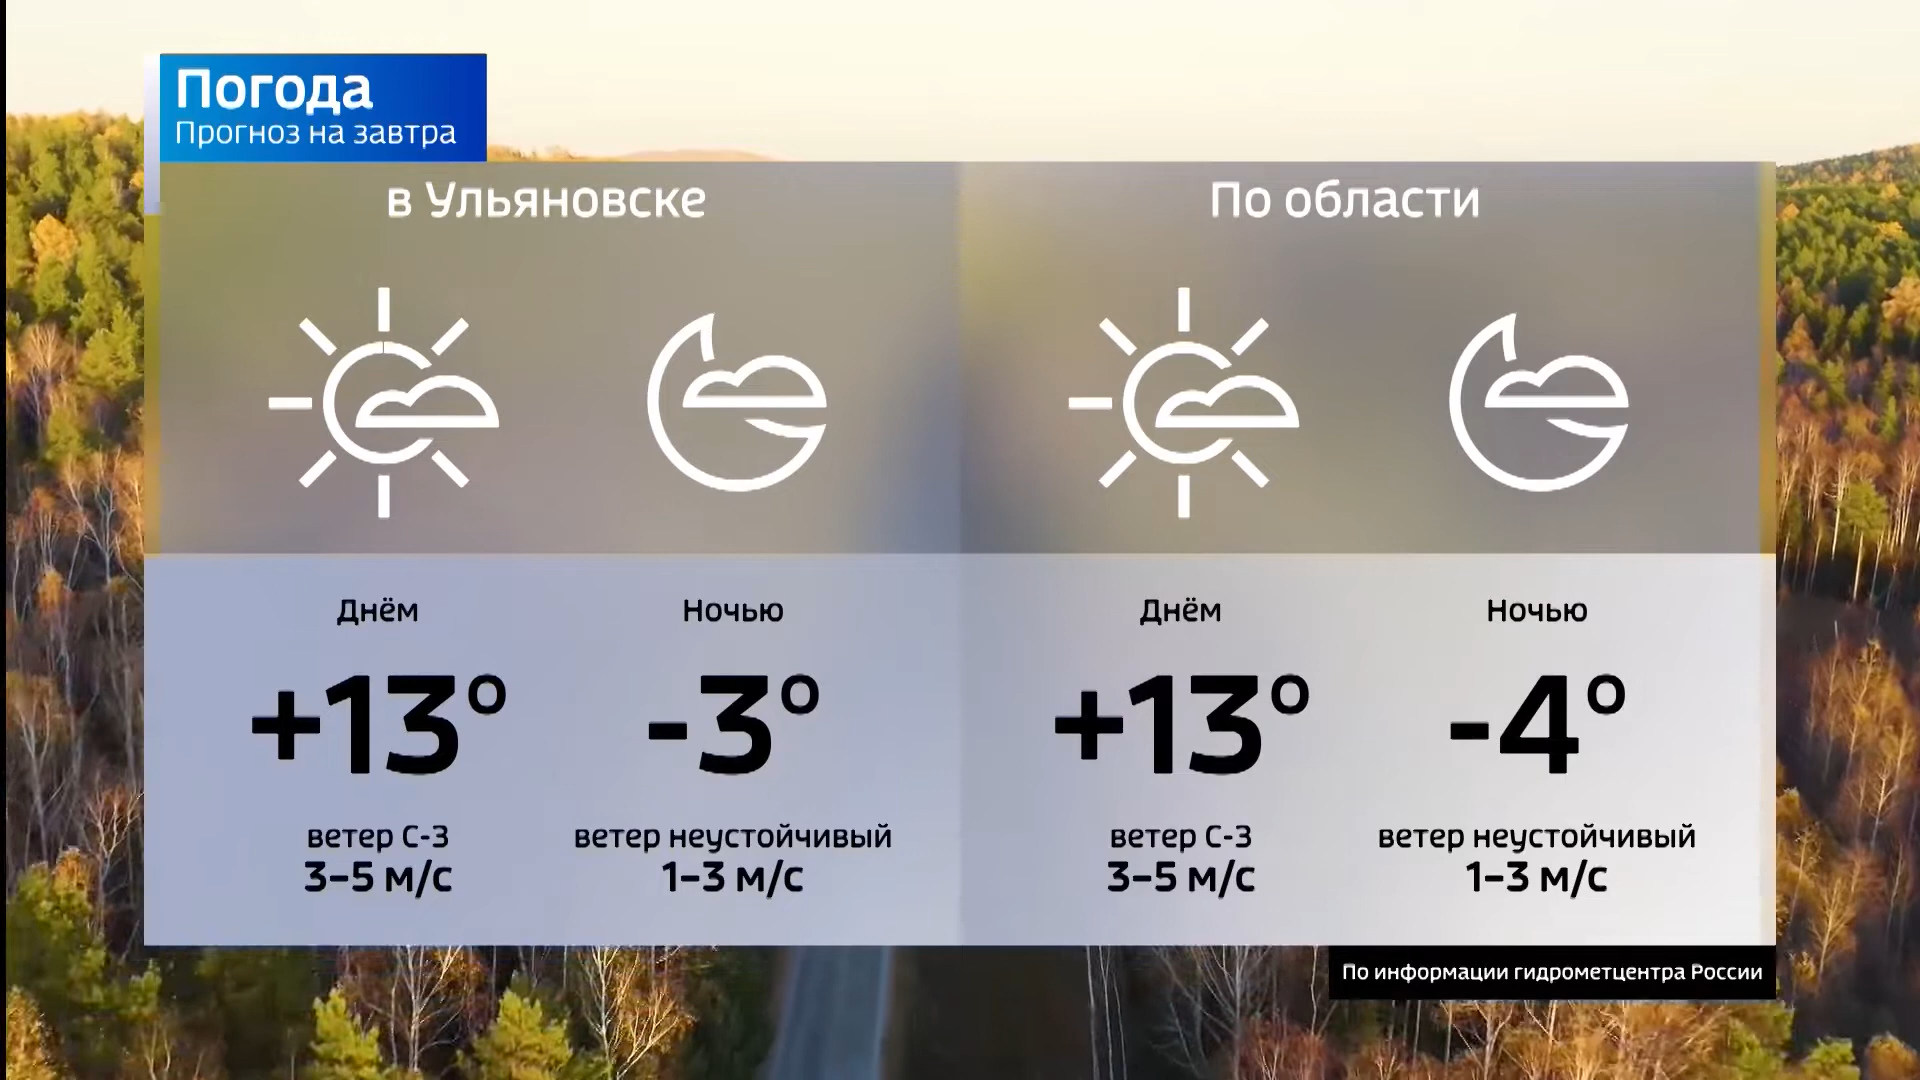 Погода
Прогноз на завтра
в Ульяновске
По области
Днём
Ночью
Днём
Ночью
+13°
-3°
+13°
-4°
ветер С-З
ветер неустойчивый
ветер С-З
ветер неустойчивый
3-5 м/с
1-3 м/с
3-5 м/с
1-3 м/с
По информации гидрометцентра России